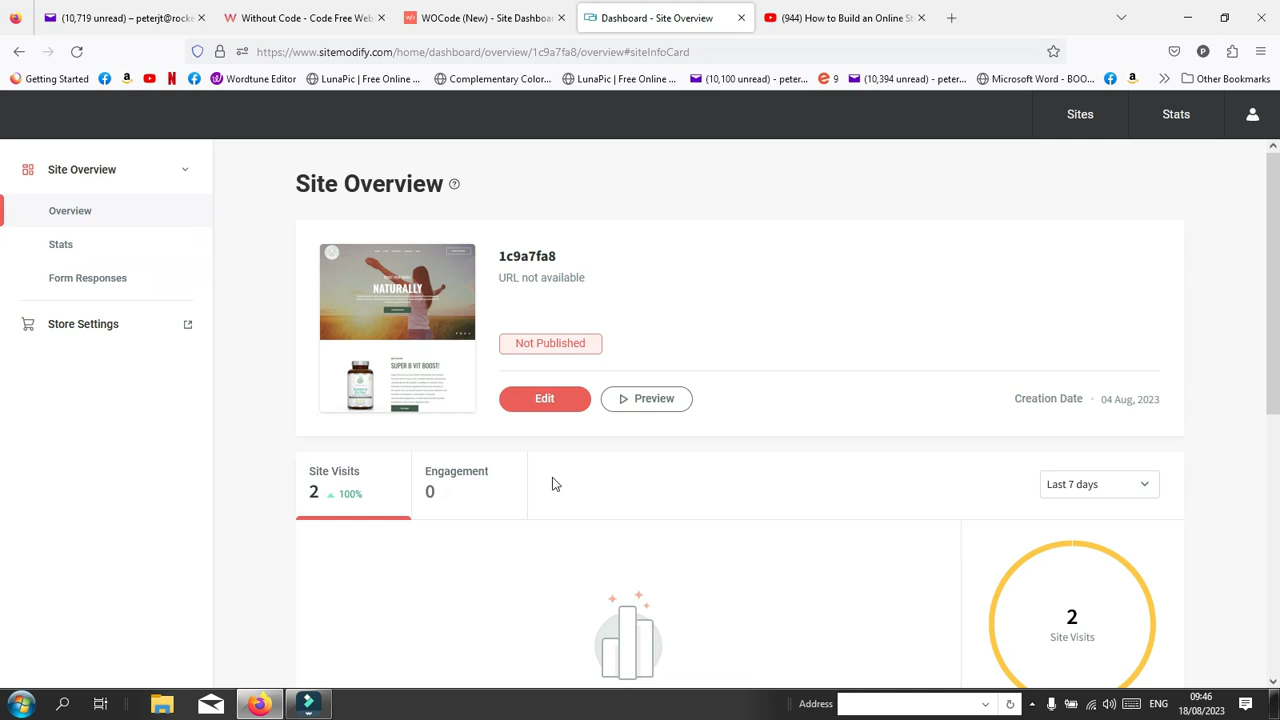 (10,719 unread) – peterjt@rocke
Without Code - Code Free Web
WOCode (New) - Site Dashboa
Dashboard - Site Overview
(944) How to Build an Online St
https://www.sitemodify.com/home/dashboard/overview/1c9a7fa8/overview#siteInfoCard
Getting Started
Wordtune Editor
LunaPic | Free Online ...
Complementary Color...
LunaPic | Free Online ...
(10,100 unread) - peter...
9
(10,394 unread) - peter...
Microsoft Word - BOO...
Other Bookmarks
Sites
Stats
Site Overview
Overview
Stats
Form Responses
Store Settings
Site Overview
NATURALLY
SUPER B VIT BOOST!
1c9a7fa8
URL not available
Not Published
Edit
Preview
Creation Date - 04 Aug, 2023
Site Visits
2 100%
Engagement
0
Last 7 days
2
Site Visits
Address
ENG
09:46
18/08/2023